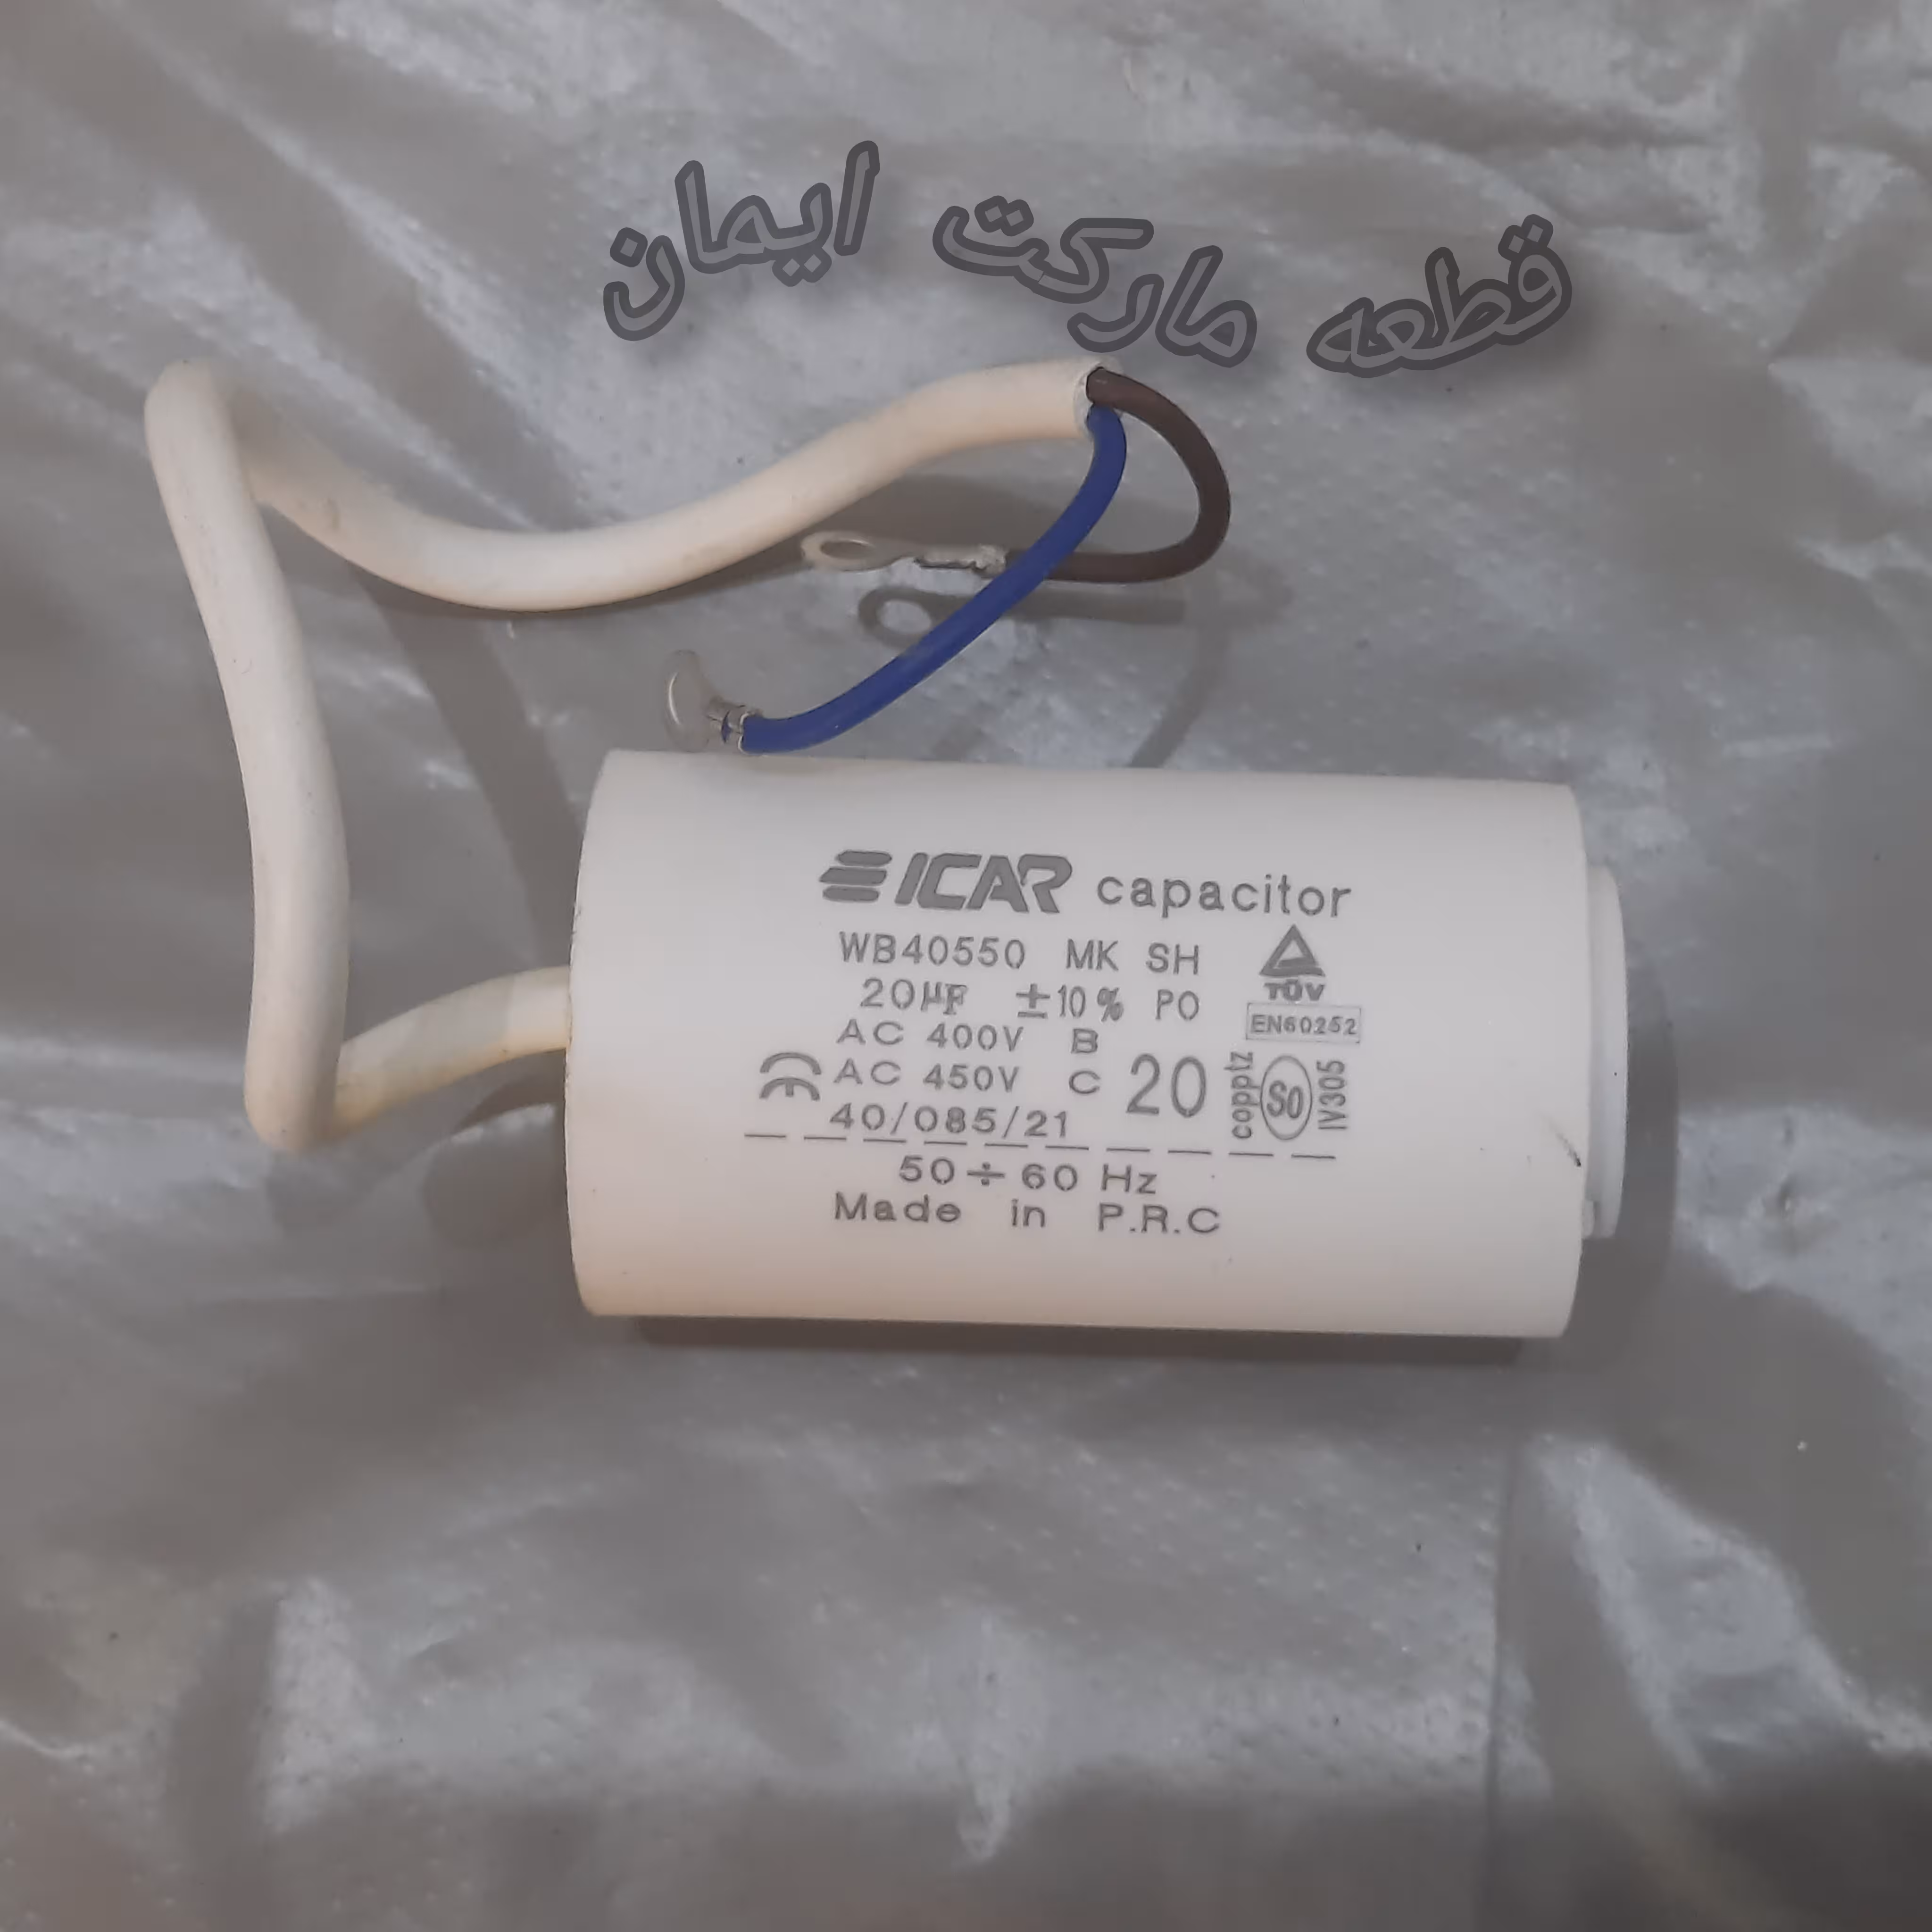 قطعه مارکت ایمان
ICAR capacitor
WB40550 MK SH
TÜV
20µF ±10% PO
EN60252
AC 400V B
AC 450V C
20
copptz
S0
IV305
40/085/21
50÷60 Hz
Made in P.R.C